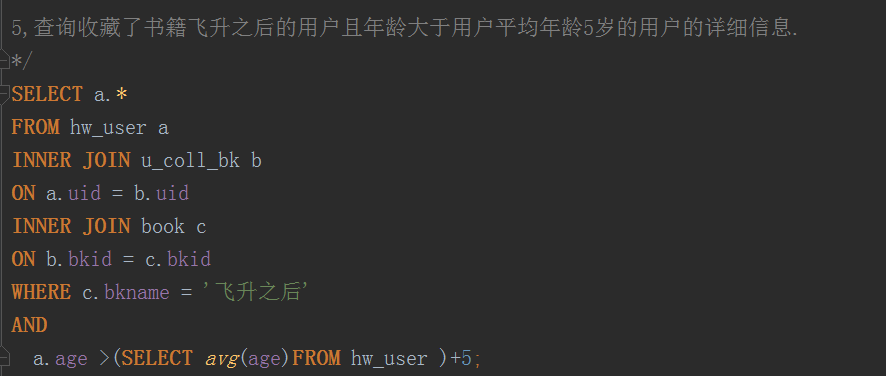 5,查询收藏了书籍飞升之后的用户且年龄大于用户平均年龄5岁的用户的详细信息.
*/
SELECT a.*
FROM hw_user a
INNER JOIN u_coll_bk b
ON a.uid = b.uid
INNER JOIN book c
ON b.bkid = c.bkid
WHERE c.bkname = '飞升之后'
AND
  a.age >(SELECT avg(age)FROM hw_user )+5;